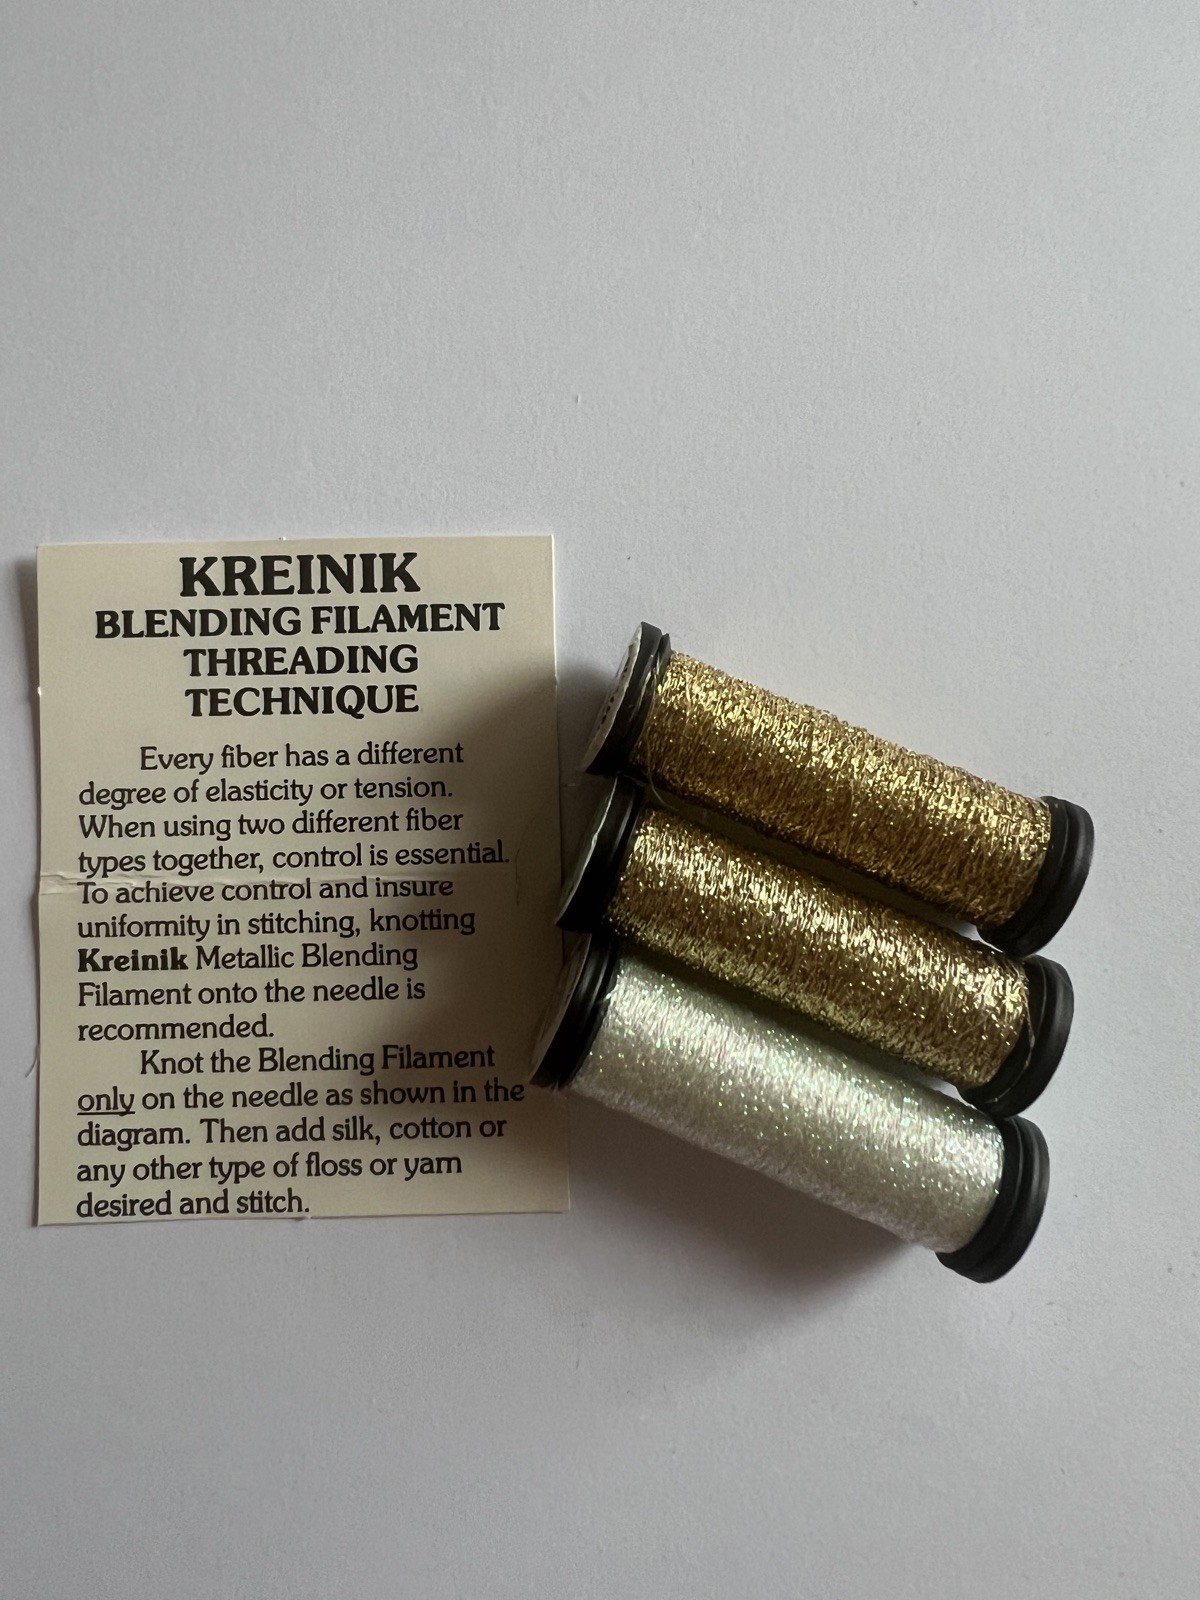 KREINIK
BLENDING FILAMENT
THREADING
TECHNIQUE
Every fiber has a different
degree of elasticity or tension.
When using two different fiber
types together, control is essential.
To achieve control and insure
uniformity in stitching, knotting
Kreinik Metallic Blending
Filament onto the needle is
recommended.
Knot the Blending Filament
only on the needle as shown in the
diagram. Then add silk, cotton or
any other type of floss or yarn
desired and stitch.